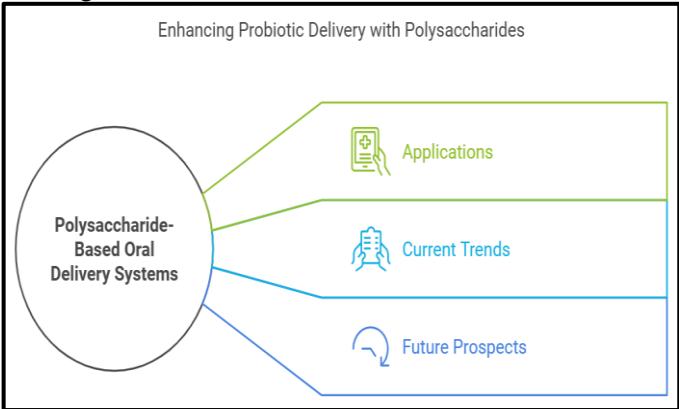 Enhancing Probiotic Delivery with Polysaccharides
Polysaccharide-
Based Oral
Delivery Systems
Applications
Current Trends
Future Prospects